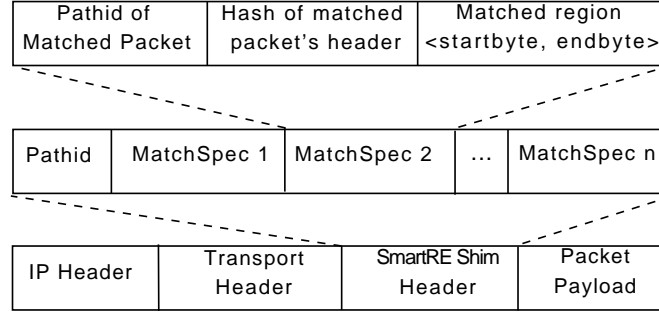 Pathid of
Matched Packet
Hash of matched
packet's header
Matched region
<startbyte, endbyte>
Pathid
MatchSpec 1
MatchSpec 2
...
MatchSpec n
IP Header
Transport
Header
SmartRE Shim
Header
Packet
Payload